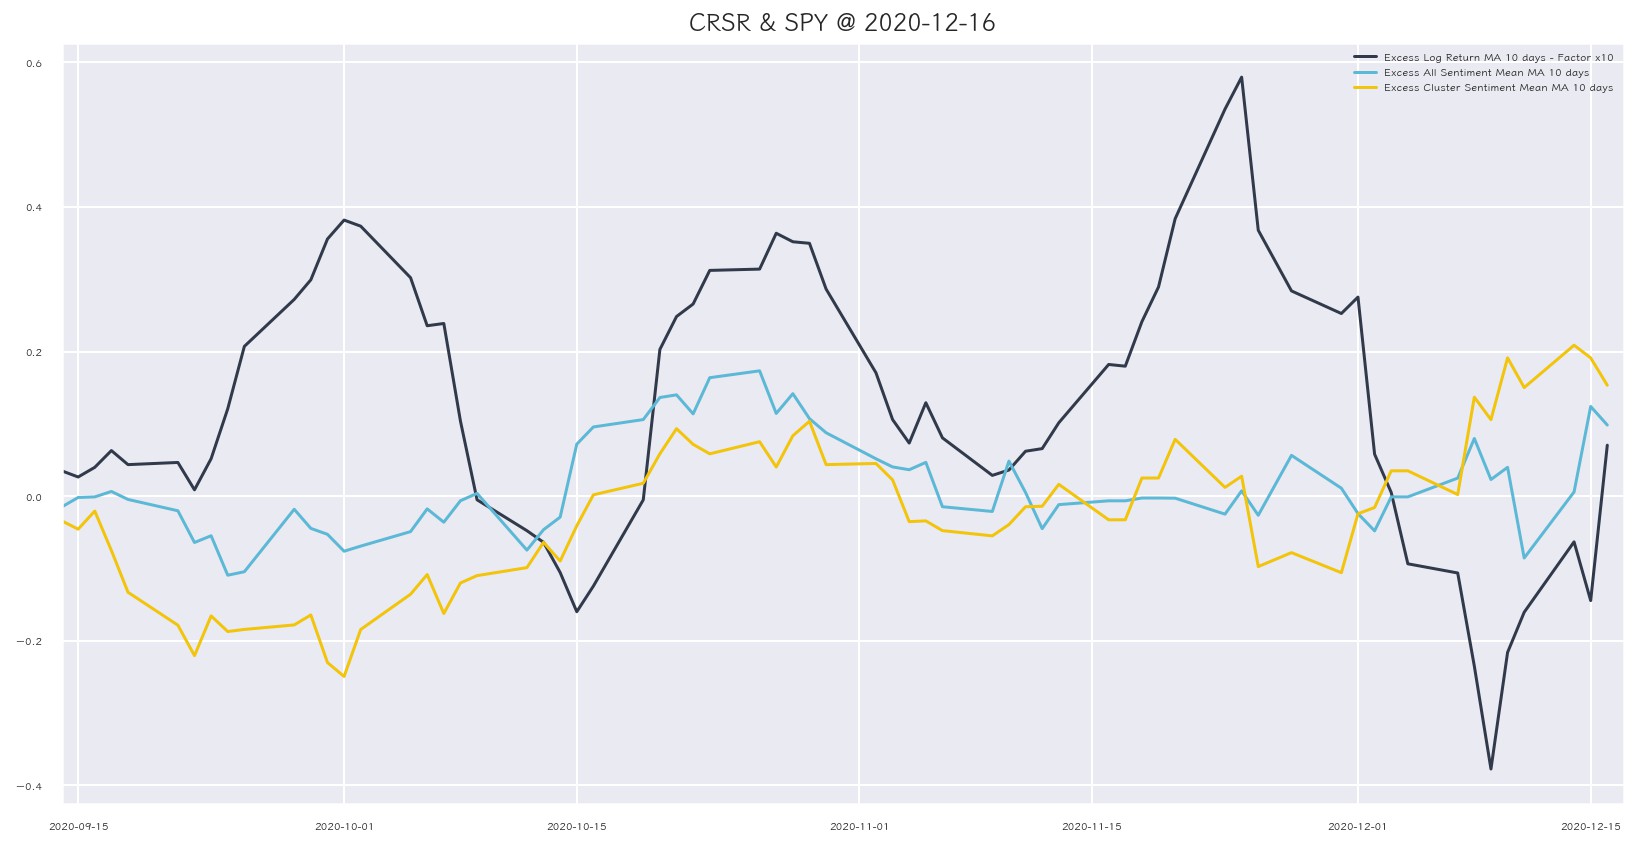 CRSR & SPY @ 2020-12-16
Excess Log Return MA 10 days - Factor x10
Excess All Sentiment Mean MA 10 days
Excess Cluster Sentiment Mean MA 10 days
0.6
0.4
0.2
0.0
−0.2
−0.4
2020-09-15 2020-10-01 2020-10-15 2020-11-01 2020-11-15 2020-12-01 2020-12-15